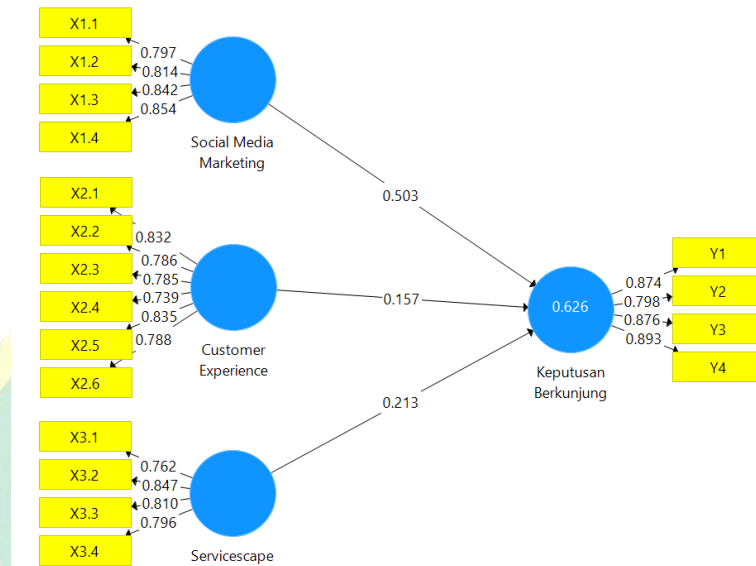 X1.1
X1.2
X1.3
X1.4
0.797
0.814
0.842
0.854
Social Media
Marketing
0.503
X2.1
X2.2
X2.3
X2.4
X2.5
X2.6
0.832
0.786
0.785
0.739
0.835
0.788
Customer
Experience
0.157
X3.1
X3.2
X3.3
X3.4
0.762
0.847
0.810
0.796
Servicescape
0.213
0.626
Keputusan
Berkunjung
0.874
0.798
0.876
0.893
Y1
Y2
Y3
Y4